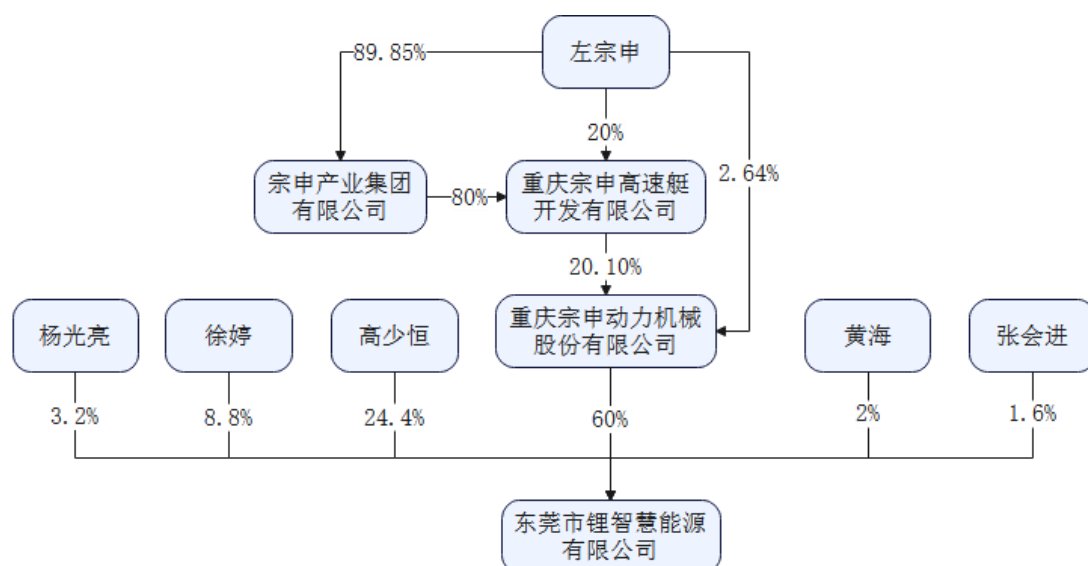 左宗申
89.85%
20%
2.64%
宗申产业集团
有限公司
80%
重庆宗申高速艇
开发有限公司
20.10%
杨光亮
徐婷
高少恒
重庆宗申动力机械
股份有限公司
黄海
张会进
3.2%
8.8%
24.4%
60%
2%
1.6%
东莞市锂智慧能源
有限公司